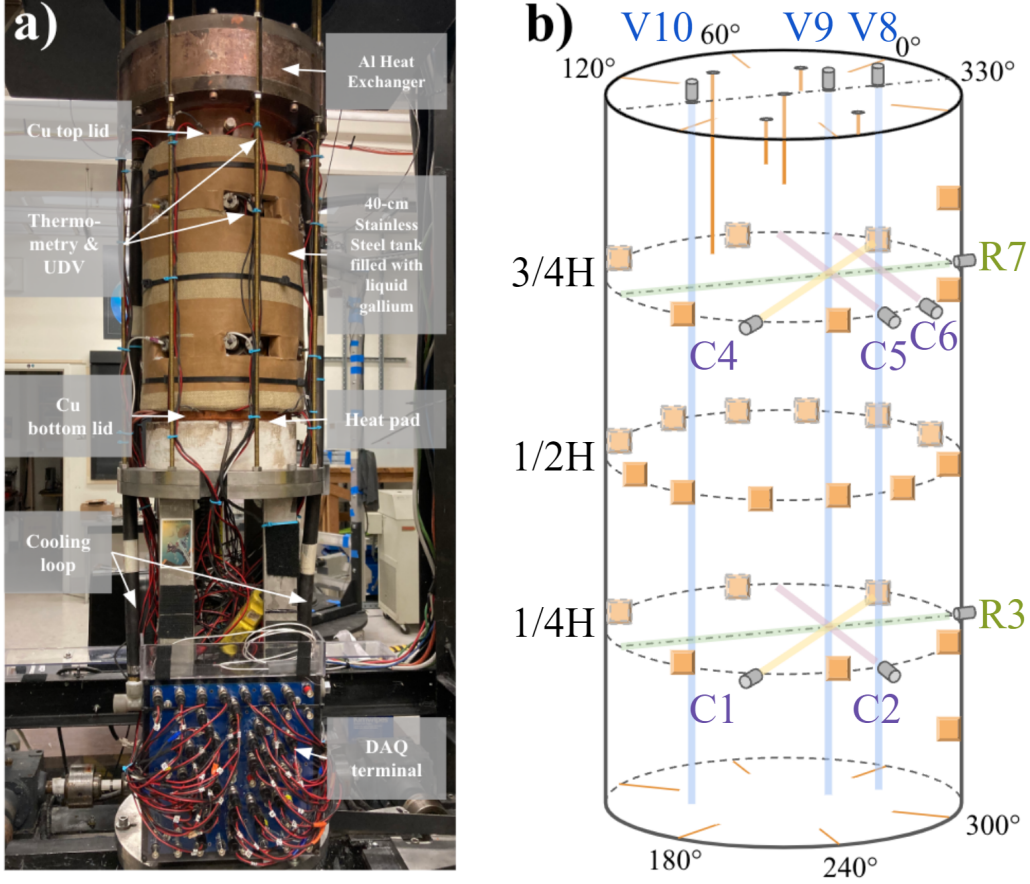 a)
Al Heat
Exchanger
Cu top lid
Thermo-
metry &
UDV
40-cm
Stainless
Steel tank
filled with
liquid
gallium
Cu
bottom lid
Heat pad
Cooling
loop
DAQ
terminal
b)
V10
V9
V8
60°
0°
120°
330°
3/4H
R7
C4
C5
C6
1/2H
1/4H
R3
C1
C2
180°
240°
300°